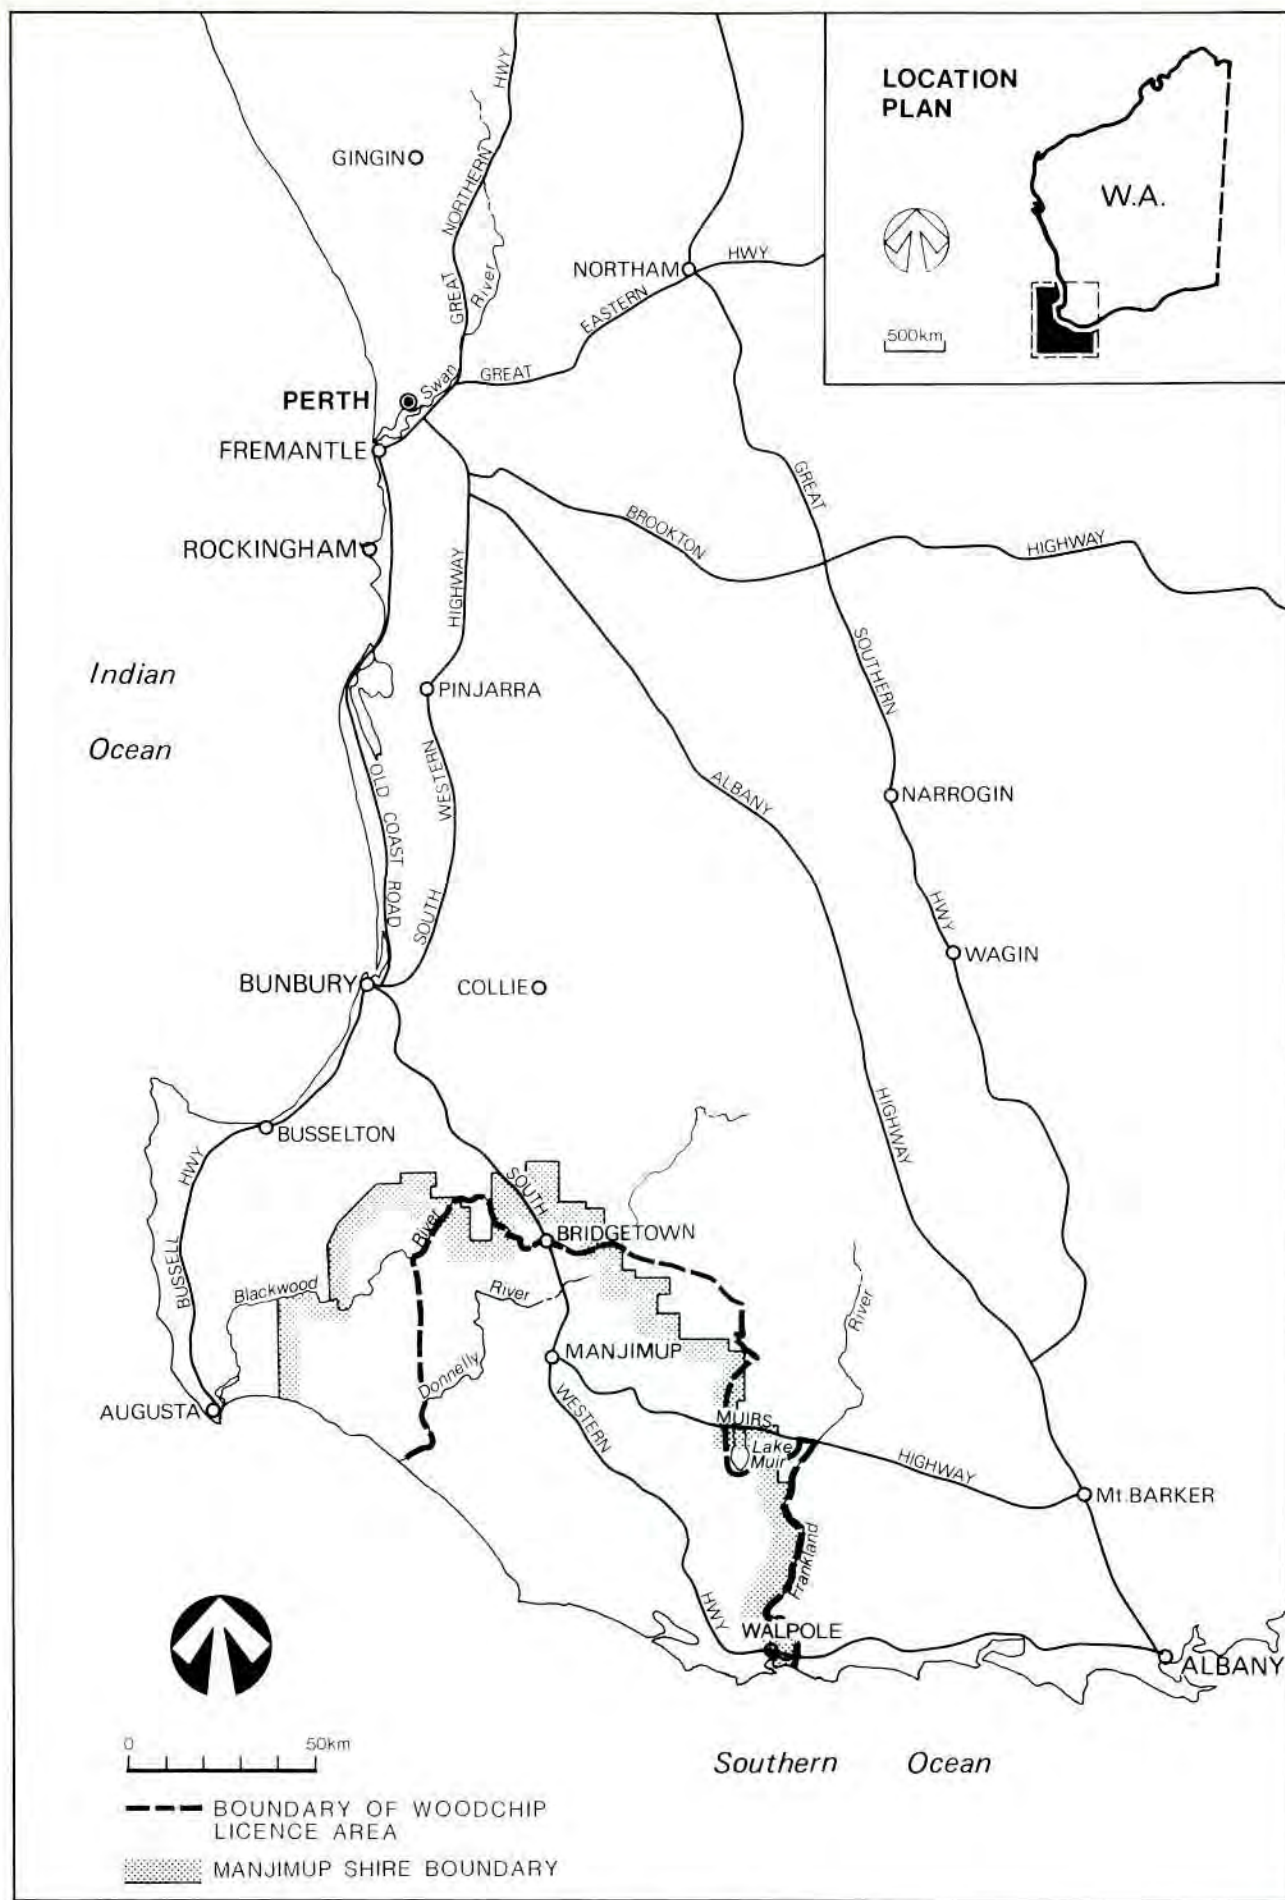 LOCATION
PLAN
W.A.
500km
GINGIN
GREAT NORTHERN HWY
River
NORTHAM
HWY
EASTERN
GREAT
Swan
PERTH
FREMANTLE
GREAT
BROOKTON
HIGHWAY
ROCKINGHAM
HIGHWAY
SOUTHERN
Indian
Ocean
PINJARRA
WESTERN
ALBANY
NARROGIN
OLD COAST ROAD
SOUTH
HWY
WAGIN
BUNBURY
COLLIE
HIGHWAY
BUSSELTON
HWY
SOUTH
River
BRIDGETOWN
BUSSELL
Blackwood
River
River
MANJIMUP
Donnelly
AUGUSTA
WESTERN
MUIRS
Lake
Muir
HIGHWAY
Mt. BARKER
Frankland
HWY
WALPOLE
ALBANY
0 50km
Southern Ocean
BOUNDARY OF WOODCHIP
LICENCE AREA
MANJIMUP SHIRE BOUNDARY